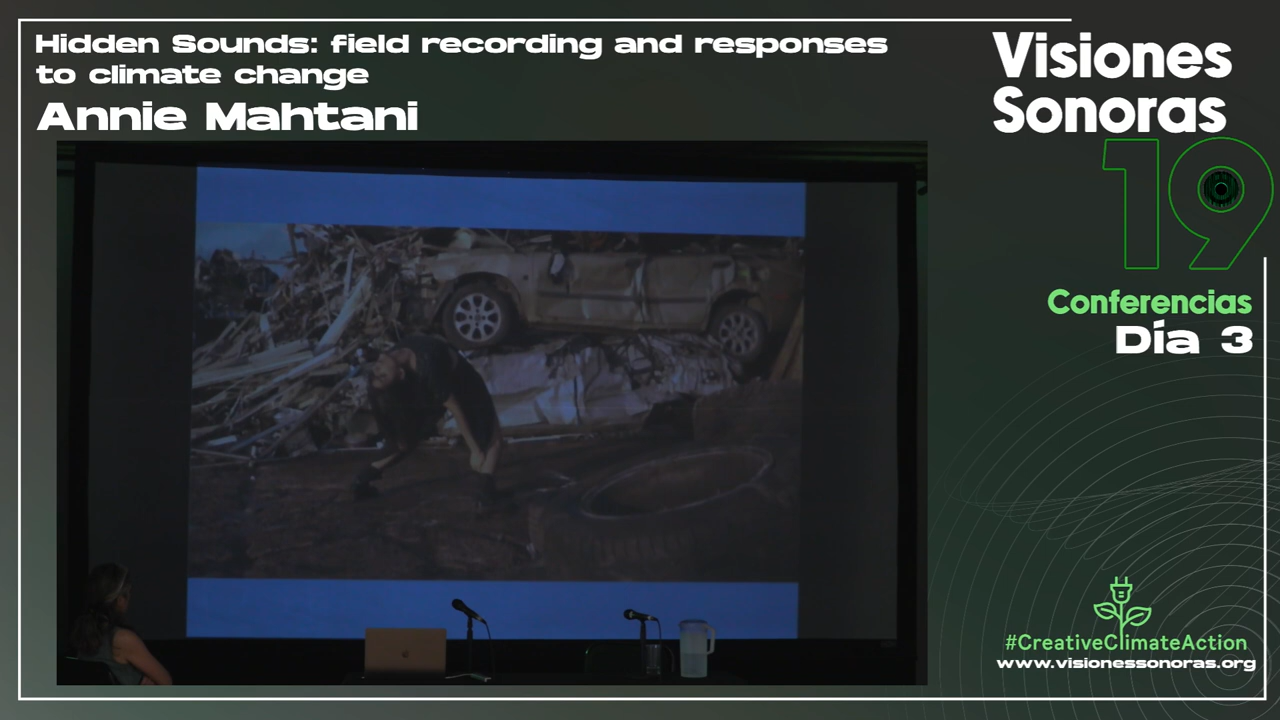 Hidden Sounds: field recording and responses
to climate change
Annie Mahtani
Visiones
Sonoras
19
Conferencias
Día 3
#CreativeClimateAction
www.visionessonoras.org